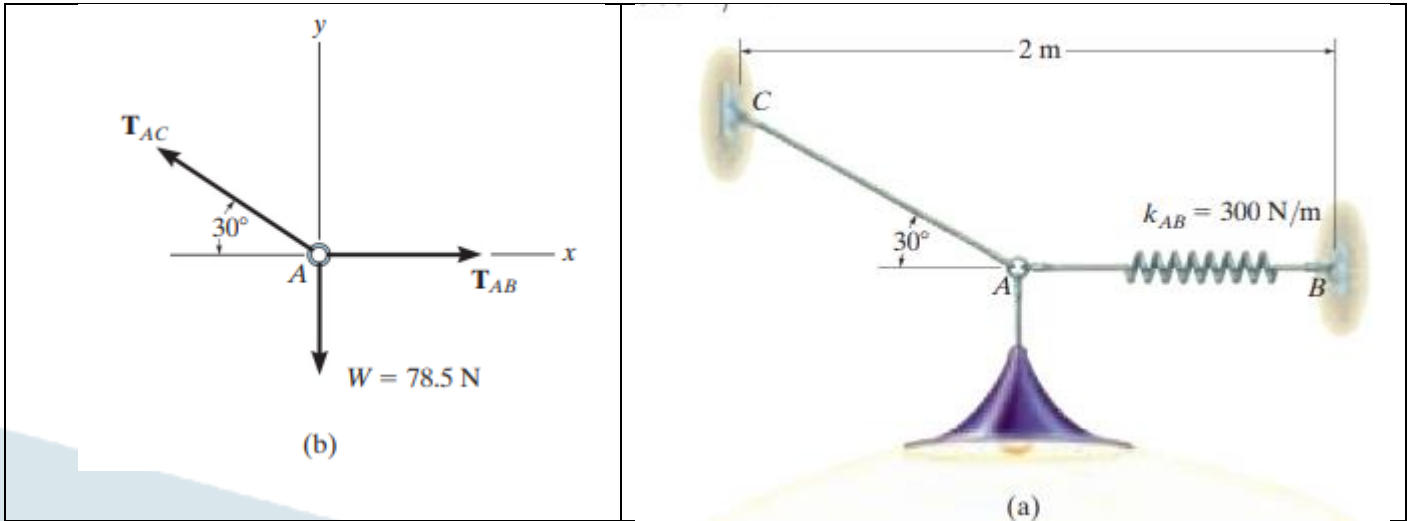 y
T_AC
30°
A
x
T_AB
W = 78.5 N
(b)
2 m
C
k_AB = 300 N/m
30°
A
B
(a)